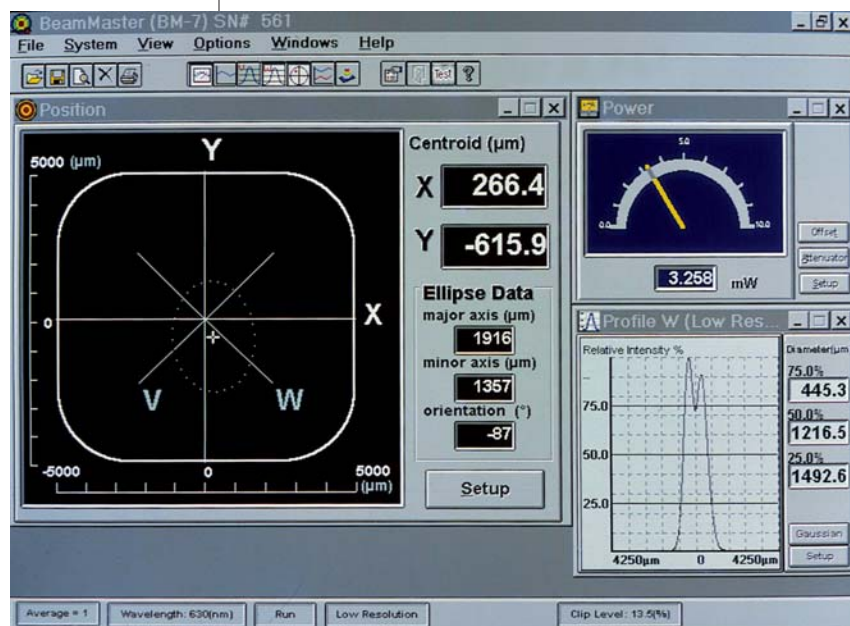 BeamMaster (BM-7) SN# 561
File System View Options Windows Help
Test
Position
5000 (µm)
Y
0
X
V
W
-5000
0
5000
(µm)
Centroid (µm)
X 266.4
Y -615.9
Ellipse Data
major axis (µm)
1916
minor axis (µm)
1357
orientation (°)
-87
Setup
Power
5.0
0.0
10.0
3.258 mW
Offset
Attenuator
Setup
Profile W (Low Res...
Relative Intensity %
75.0
50.0
25.0
4250µm 0 4250µm
Diameter(µm
75.0%
445.3
50.0%
1216.5
25.0%
1492.6
Gaussian
Setup
Average = 1 Wavelength: 630(nm) Run Low Resolution Clip Level: 13.5(%)